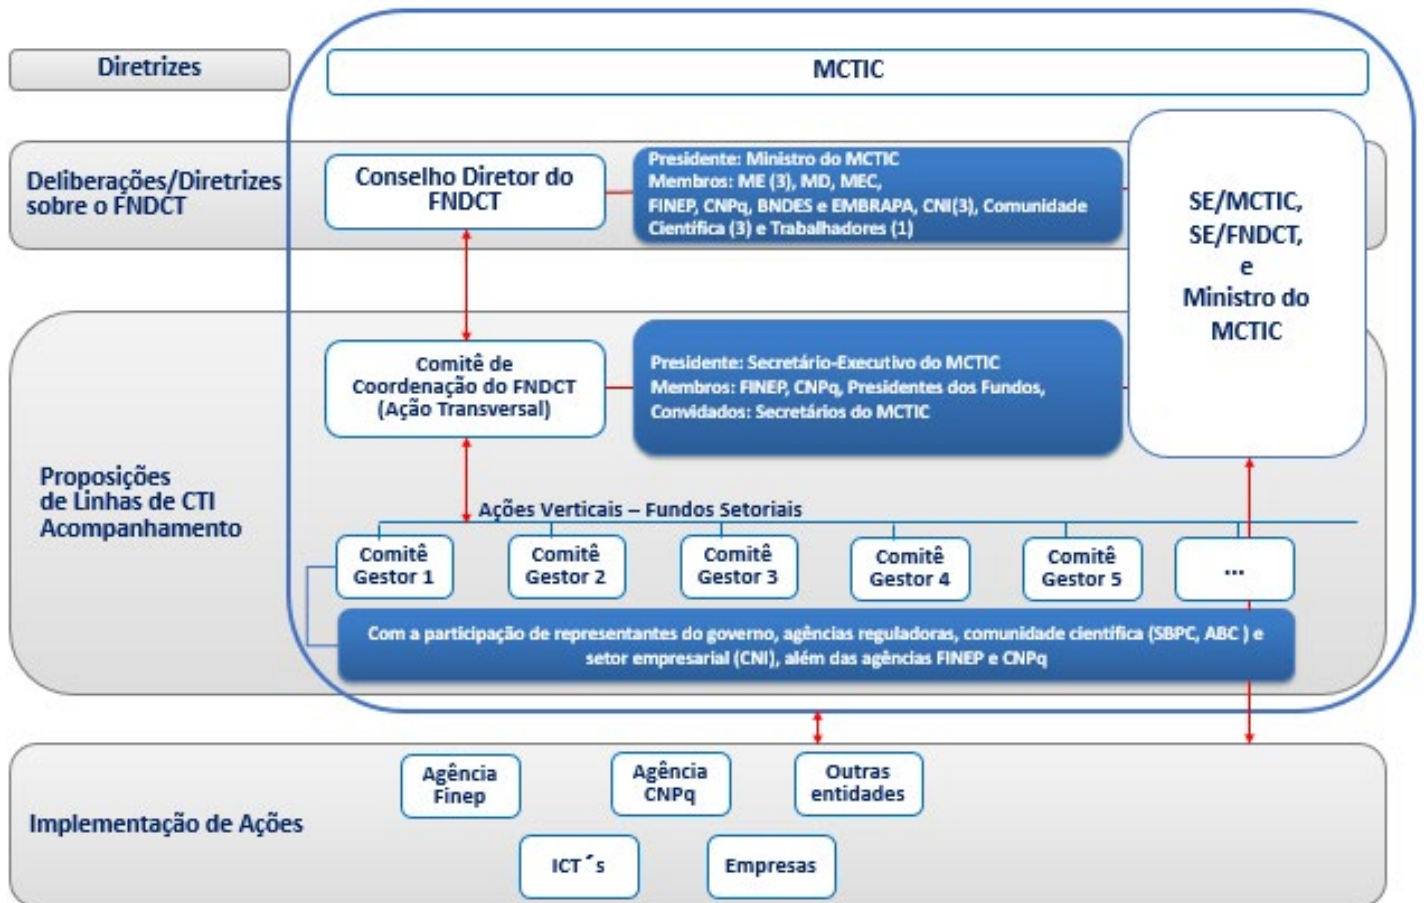 Diretrizes
MCTIC
Deliberações/Diretrizes
sobre o FNDCT
Conselho Diretor do
FNDCT
Presidente: Ministro do MCTIC
Membros: ME (3), MD, MEC,
FINEP, CNPq, BNDES e EMBRAPA, CNI(3), Comunidade
Científica (3) e Trabalhadores (1)
SE/MCTIC,
SE/FNDCT,
e
Ministro do
MCTIC
Proposições
de Linhas de CTI
Acompanhamento
Comitê de
Coordenação do FNDCT
(Ação Transversal)
Presidente: Secretário-Executivo do MCTIC
Membros: FINEP, CNPq, Presidentes dos Fundos,
Convidados: Secretários do MCTIC
Ações Verticais – Fundos Setoriais
Comitê
Gestor 1
Comitê
Gestor 2
Comitê
Gestor 3
Comitê
Gestor 4
Comitê
Gestor 5
...
Com a participação de representantes do governo, agências reguladoras, comunidade científica (SBPC, ABC ) e
setor empresarial (CNI), além das agências FINEP e CNPq
Implementação de Ações
Agência
Finep
Agência
CNPq
Outras
entidades
ICT´s
Empresas